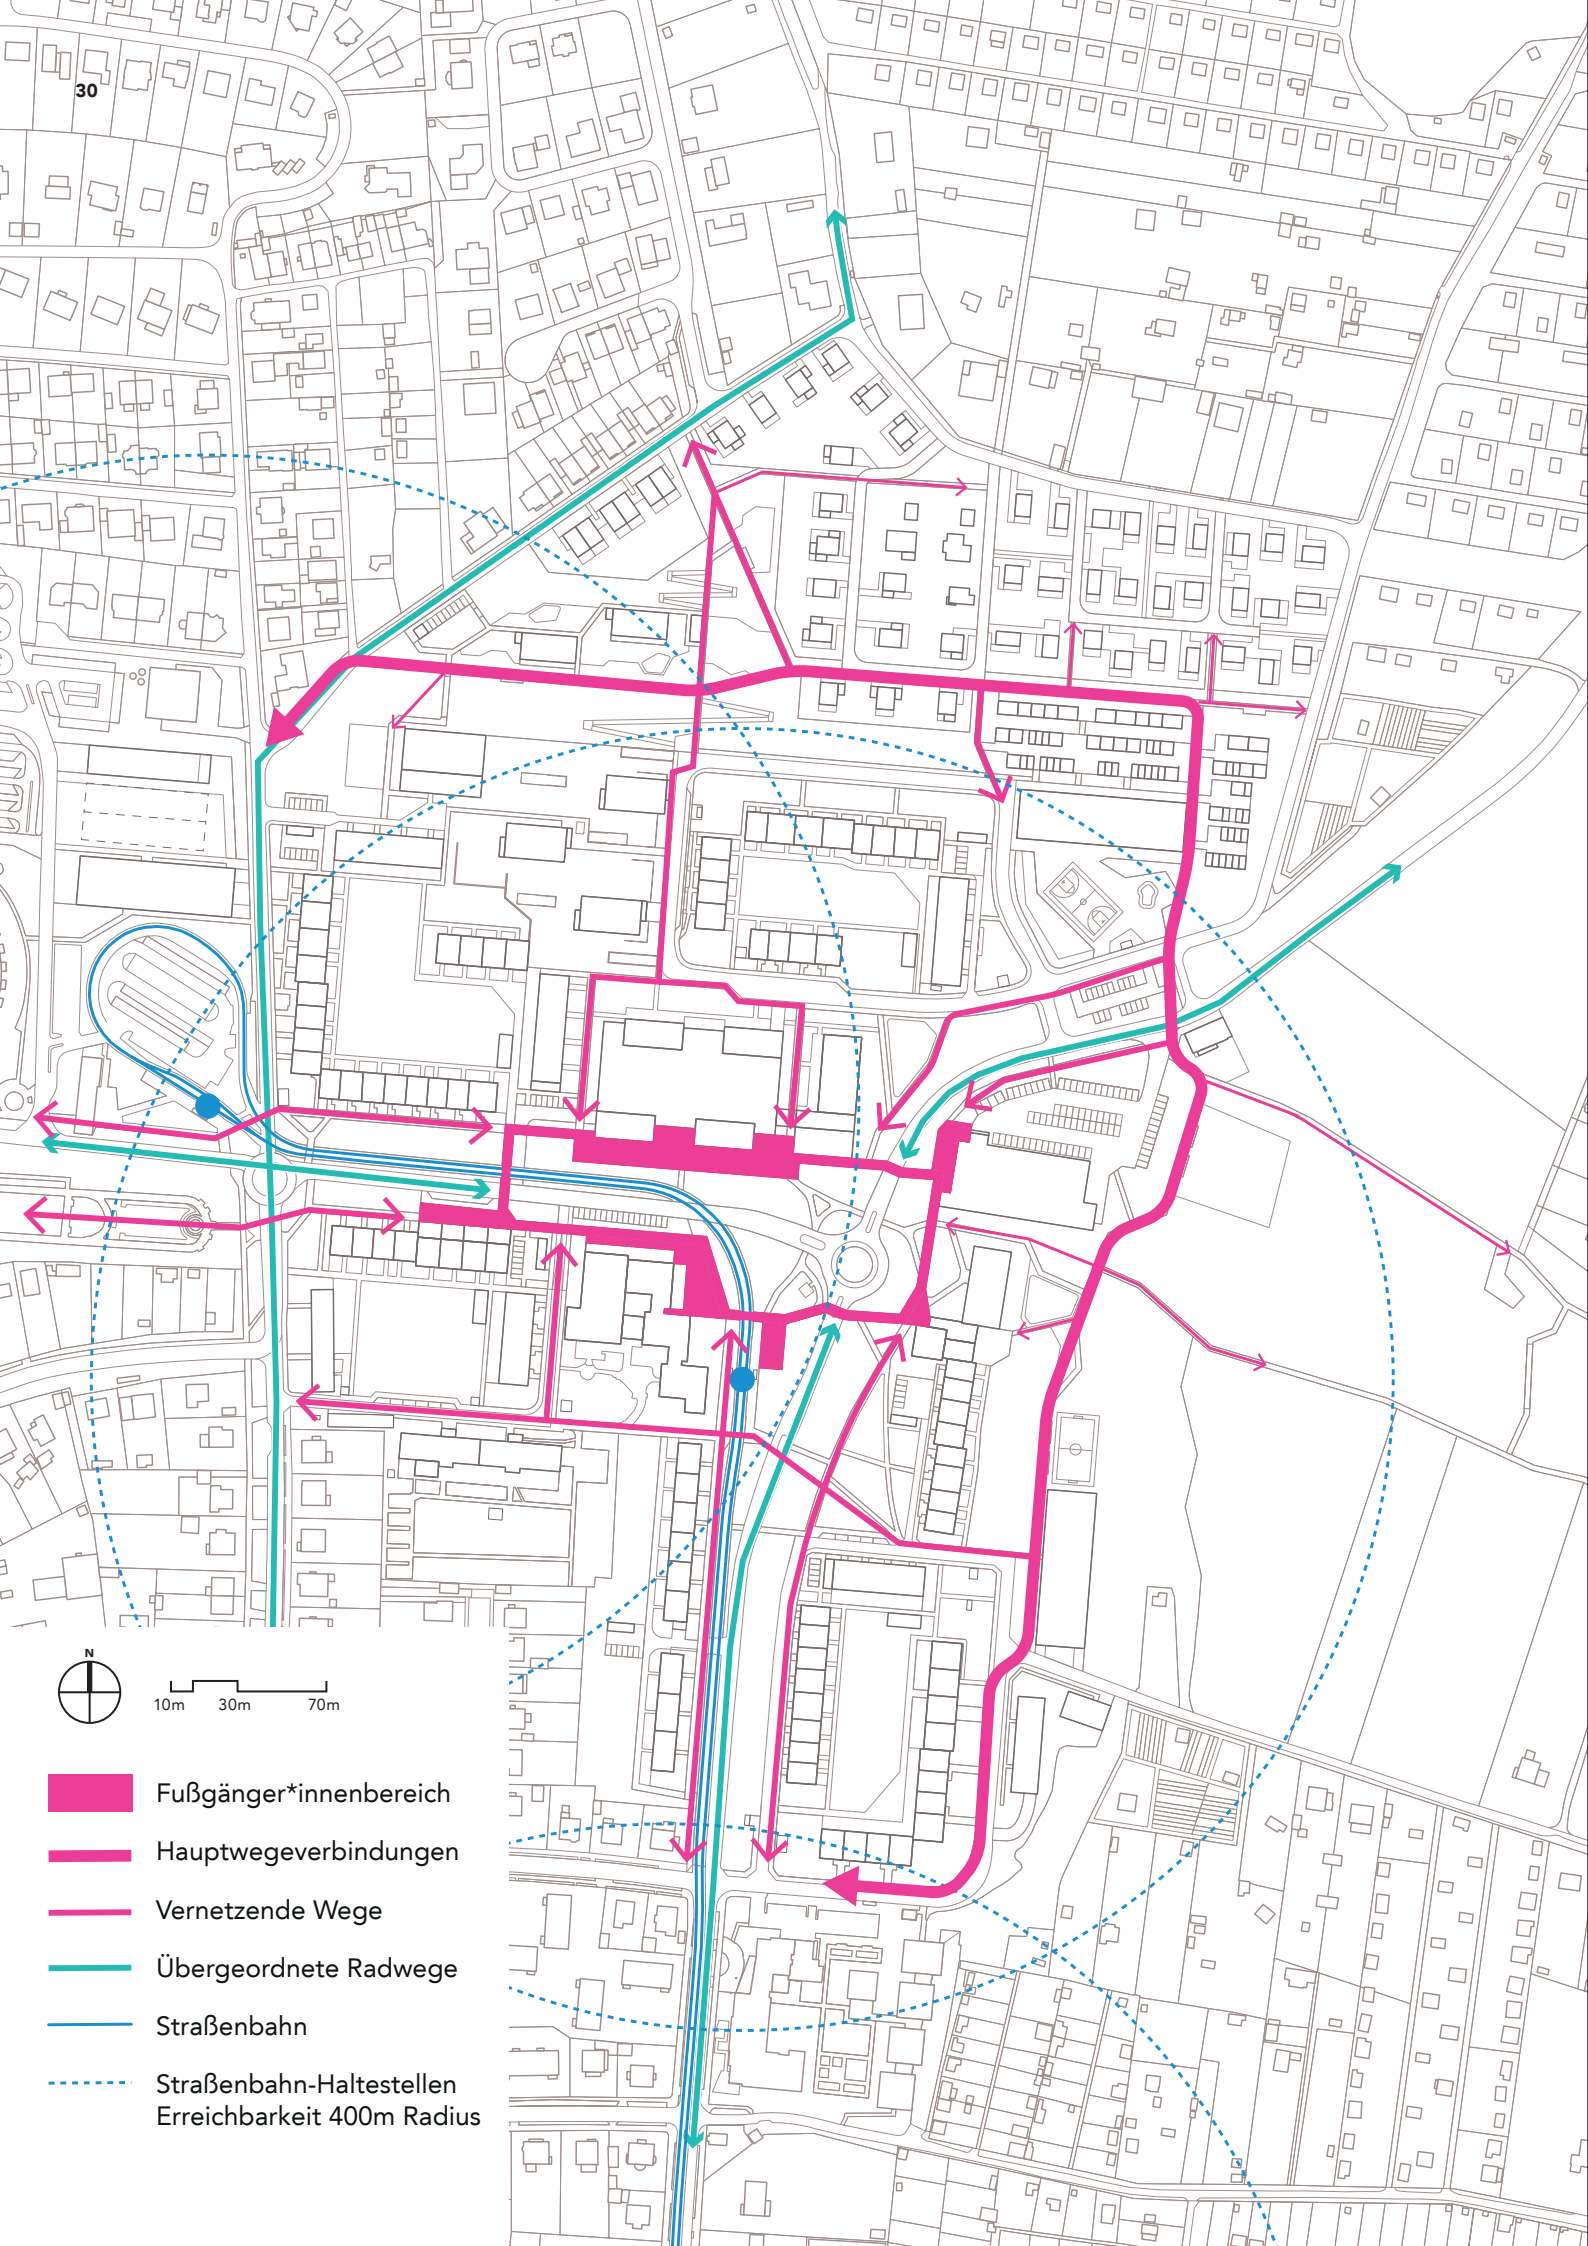 30
N
10m 30m 70m
Fußgänger*innenbereich
Hauptwegeverbindungen
Vernetzende Wege
Übergeordnete Radwege
Straßenbahn
Straßenbahn-Haltestellen
Erreichbarkeit 400m Radius